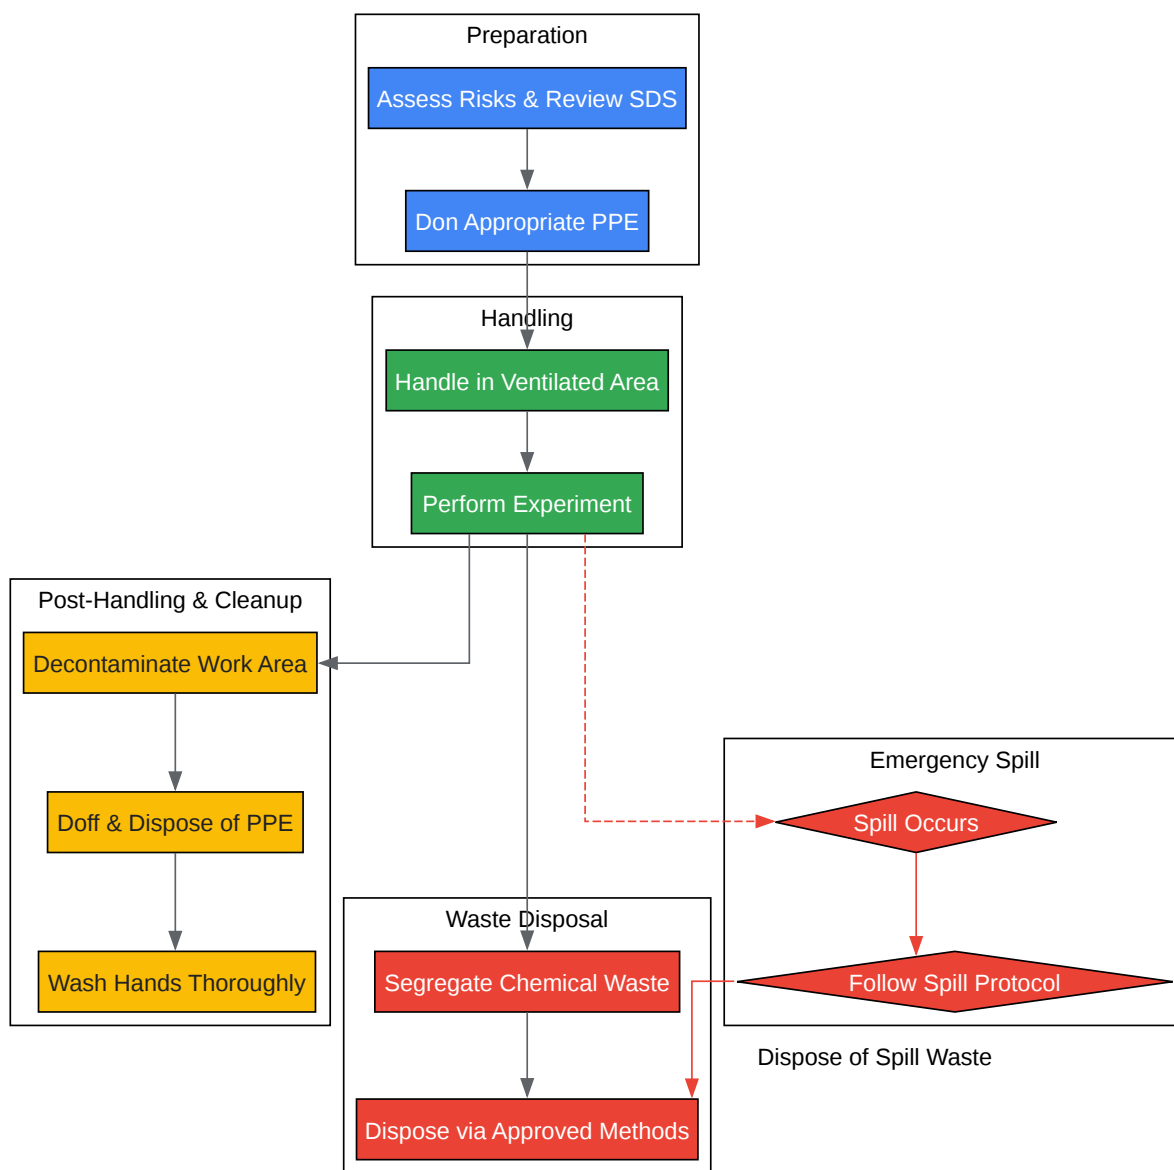 Preparation
Assess Risks & Review SDS
Don Appropriate PPE
Handling
Handle in Ventilated Area
Perform Experiment
Post-Handling & Cleanup
Decontaminate Work Area
Doff & Dispose of PPE
Wash Hands Thoroughly
Emergency Spill
Spill Occurs
Follow Spill Protocol
Dispose of Spill Waste
Waste Disposal
Segregate Chemical Waste
Dispose via Approved Methods